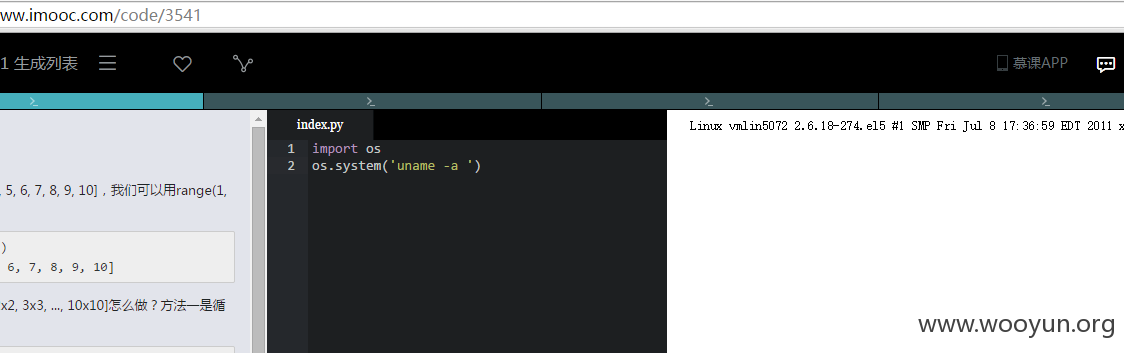 ww.imooc.com/code/3541
1 生成列表
慕课APP
index.py
1 import os
2 os.system('uname -a ')
Linux vmlin5072 2.6.18-274.el5 #1 SMP Fri Jul 8 17:36:59 EDT 2011 x
, 5, 6, 7, 8, 9, 10]，我们可以用range(1,
)
6, 7, 8, 9, 10]
x2, 3x3, ..., 10x10]怎么做？方法一是循
www.wooyun.org